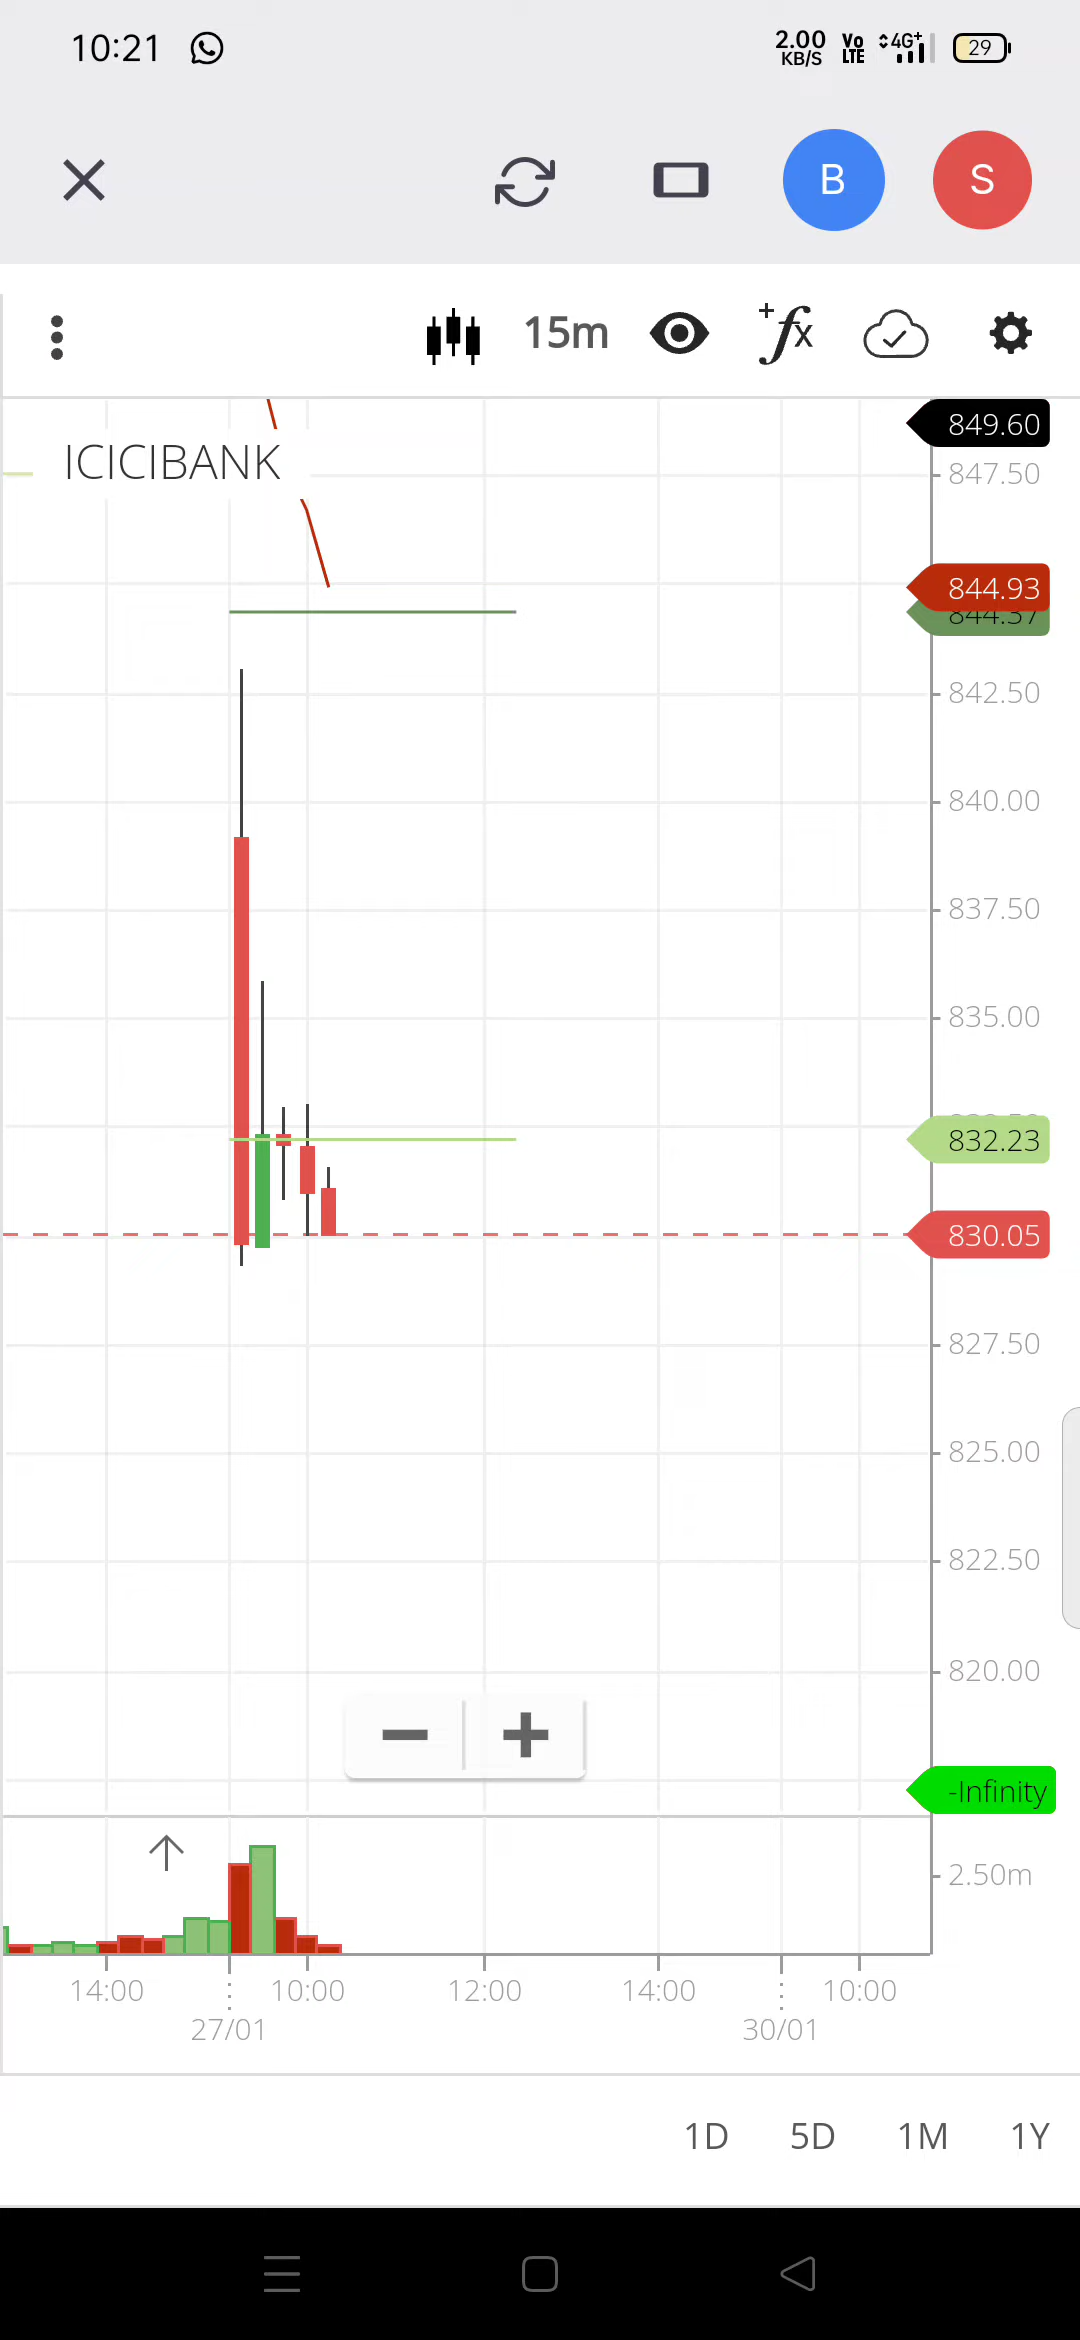 10:21
2.00 KB/S Vo LTE 4G+ 29
B S
15m +fx
ICICIBANK
849.60
847.50
844.93
844.37
842.50
840.00
837.50
835.00
832.23
830.05
827.50
825.00
822.50
820.00
-Infinity
2.50m
14:00 10:00 12:00 14:00 10:00
27/01 30/01
1D 5D 1M 1Y